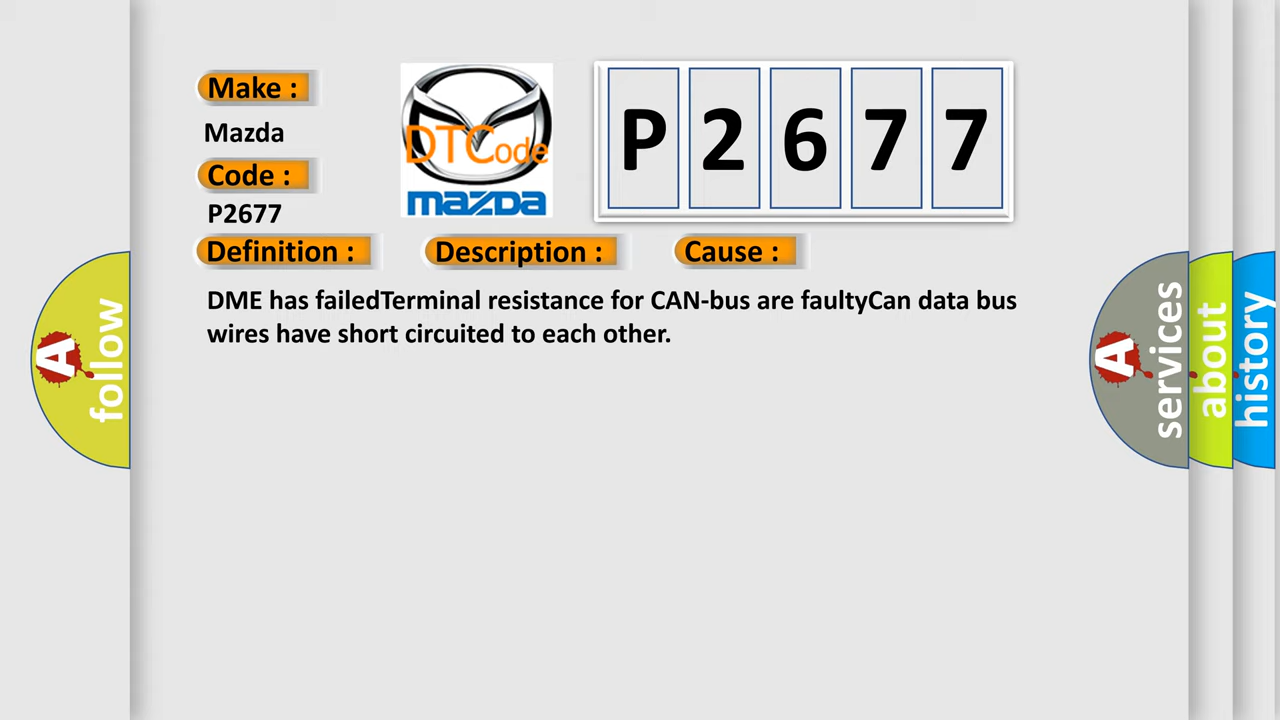 Make :
Mazda
Code :
P2677
DTCode
mazda
P 2 6 7 7
Definition :
Description :
Cause :
DME has failedTerminal resistance for CAN-bus are faultyCan data bus
wires have short circuited to each other.
A follow
A services
about
history